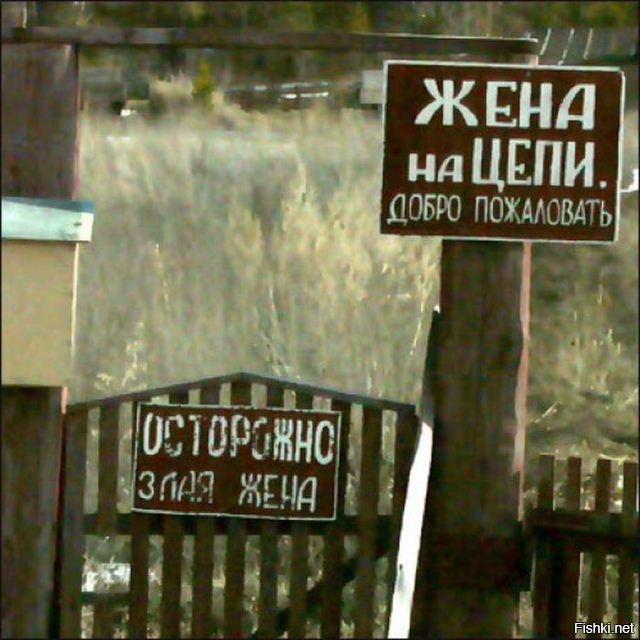 ЖЕНА
на ЦЕПИ.
ДОБРО ПОЖАЛОВАТЬ
ОСТОРОЖНО
ЗЛАЯ ЖЕНА
Fishki.net